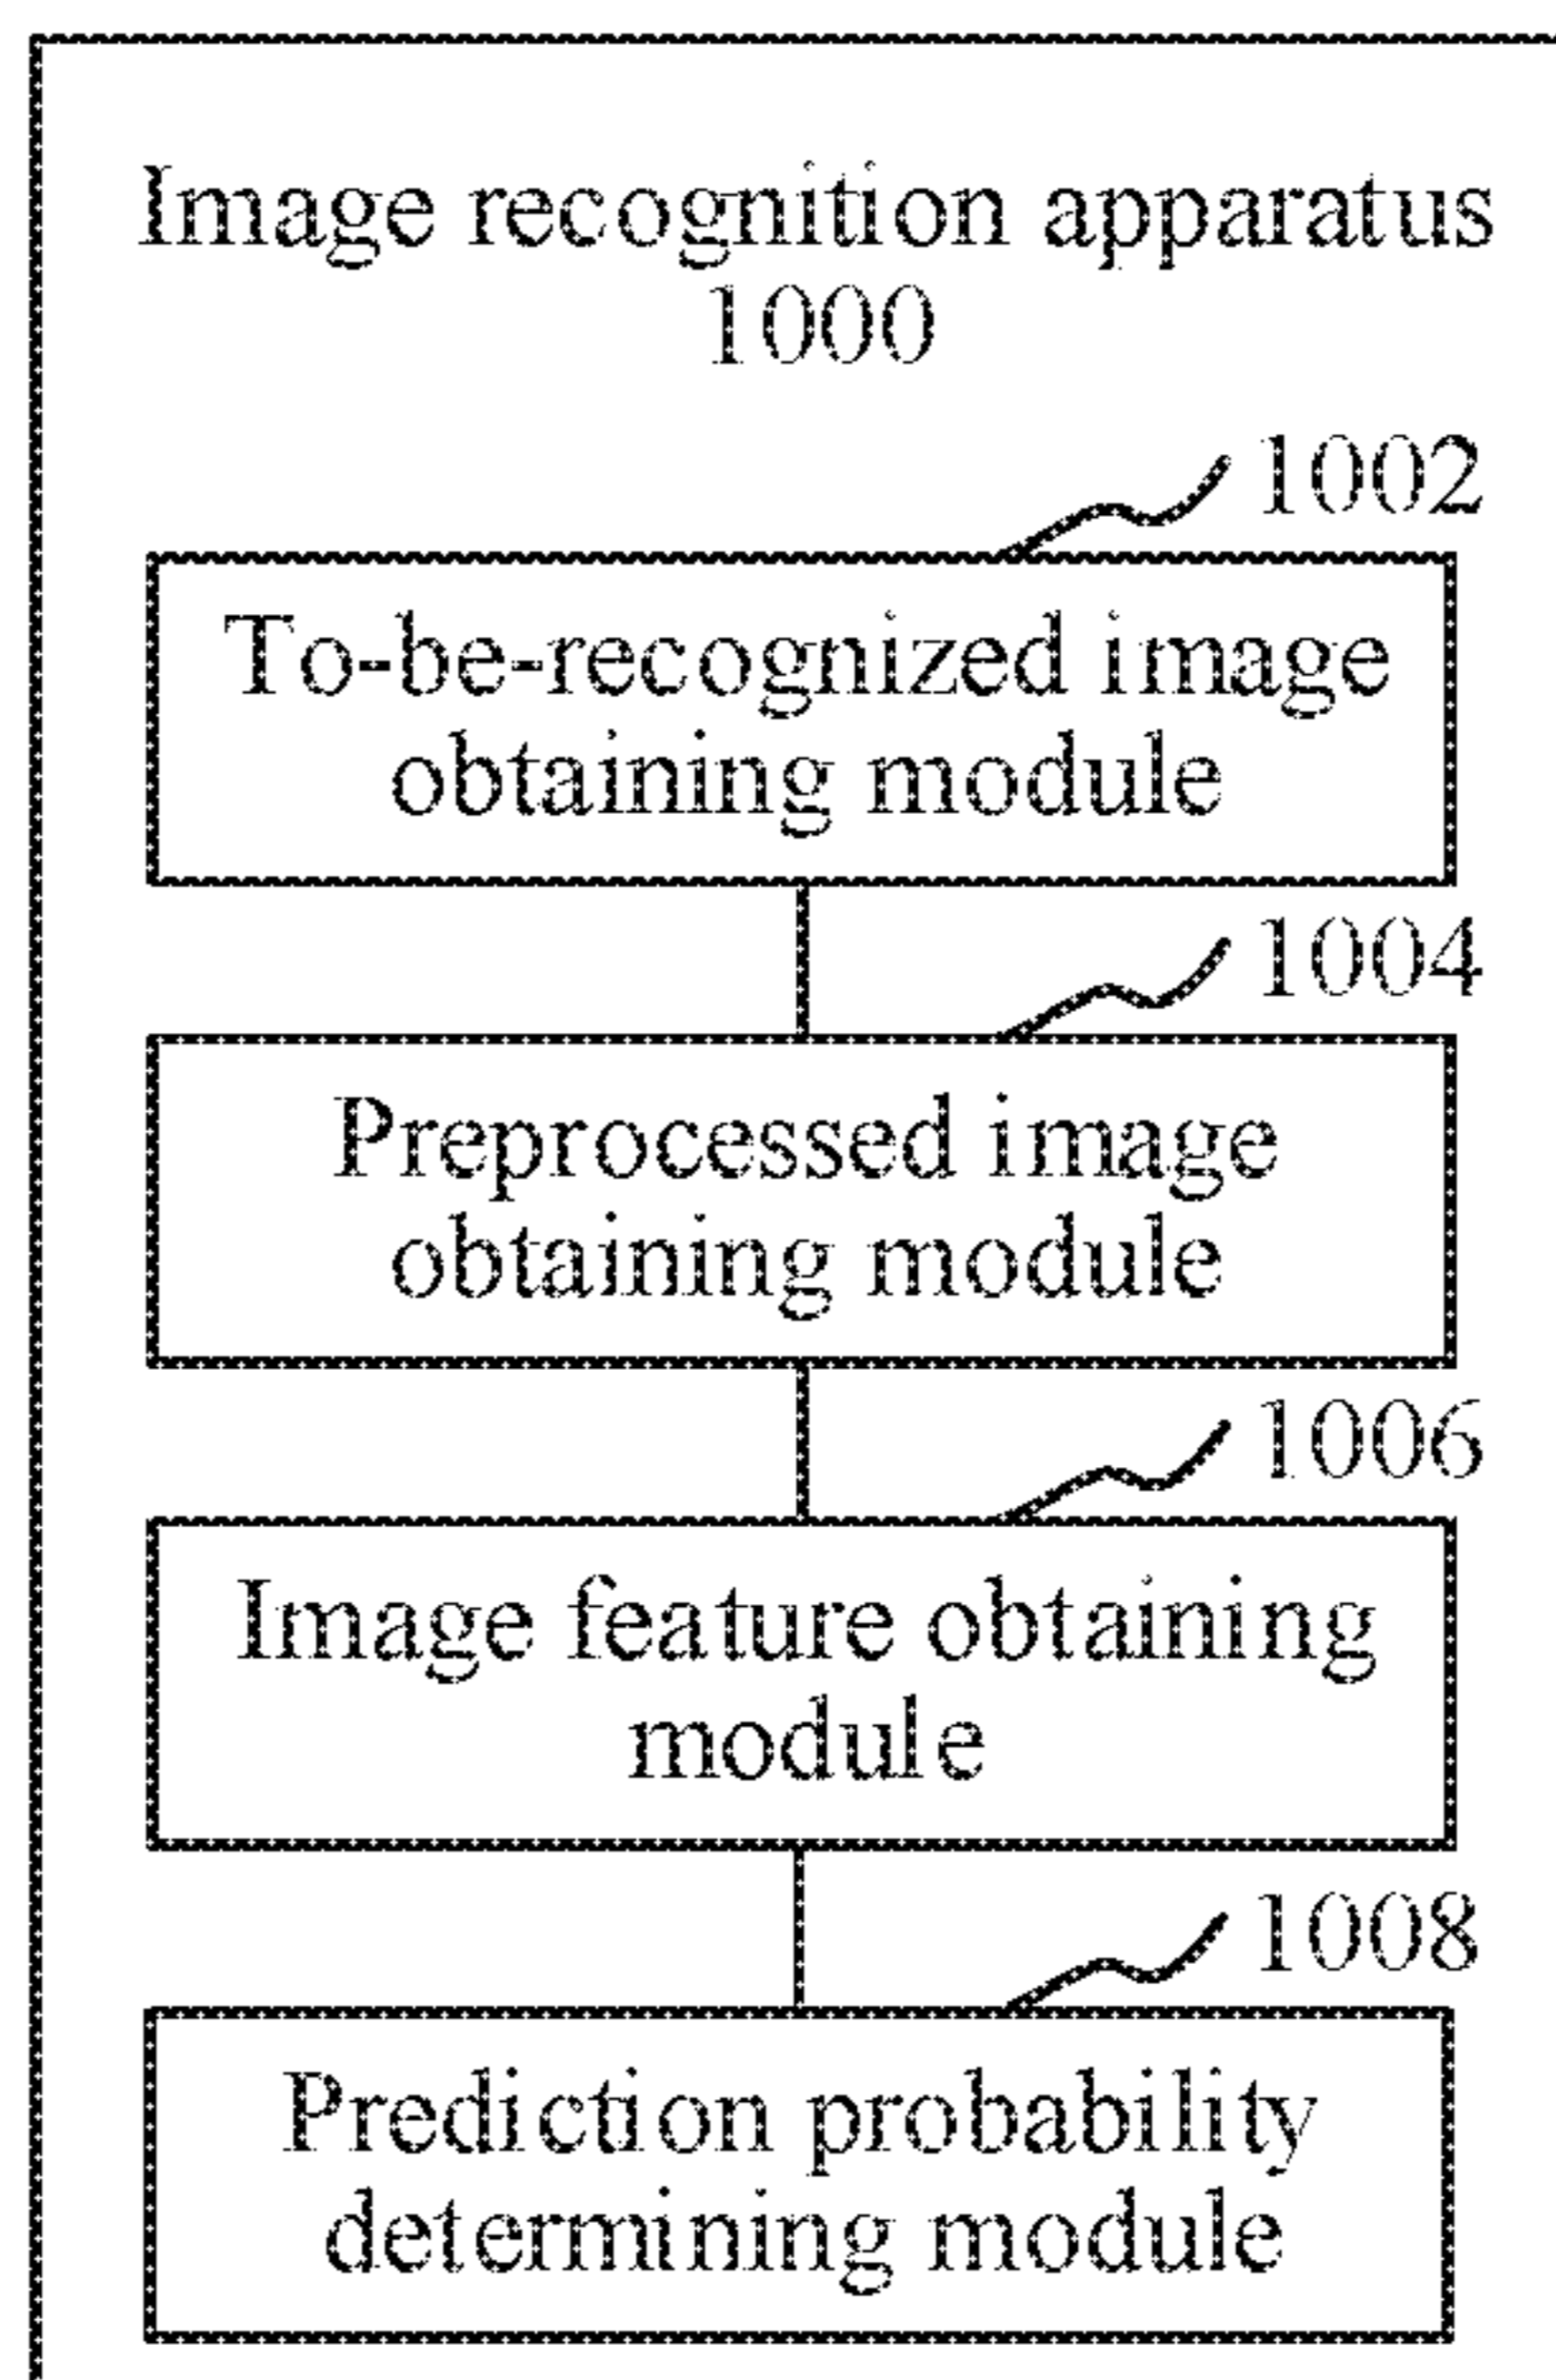 Image recognition apparatus
1000
1002
To-be-recognized image
obtaining module
1004
Preprocessed image
obtaining module
1006
Image feature obtaining
module
1008
Prediction probability
determining module